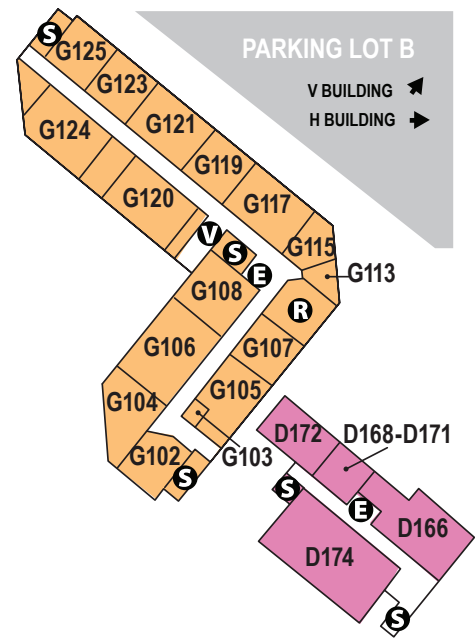 S
G125
PARKING LOT B
G123
V BUILDING
H BUILDING
G121
G124
G119
G120
G117
V
S
G115
E
G113
G108
R
G106
G107
G105
G104
G103
G102
S
D172
D168-D171
S
E
D166
D174
S